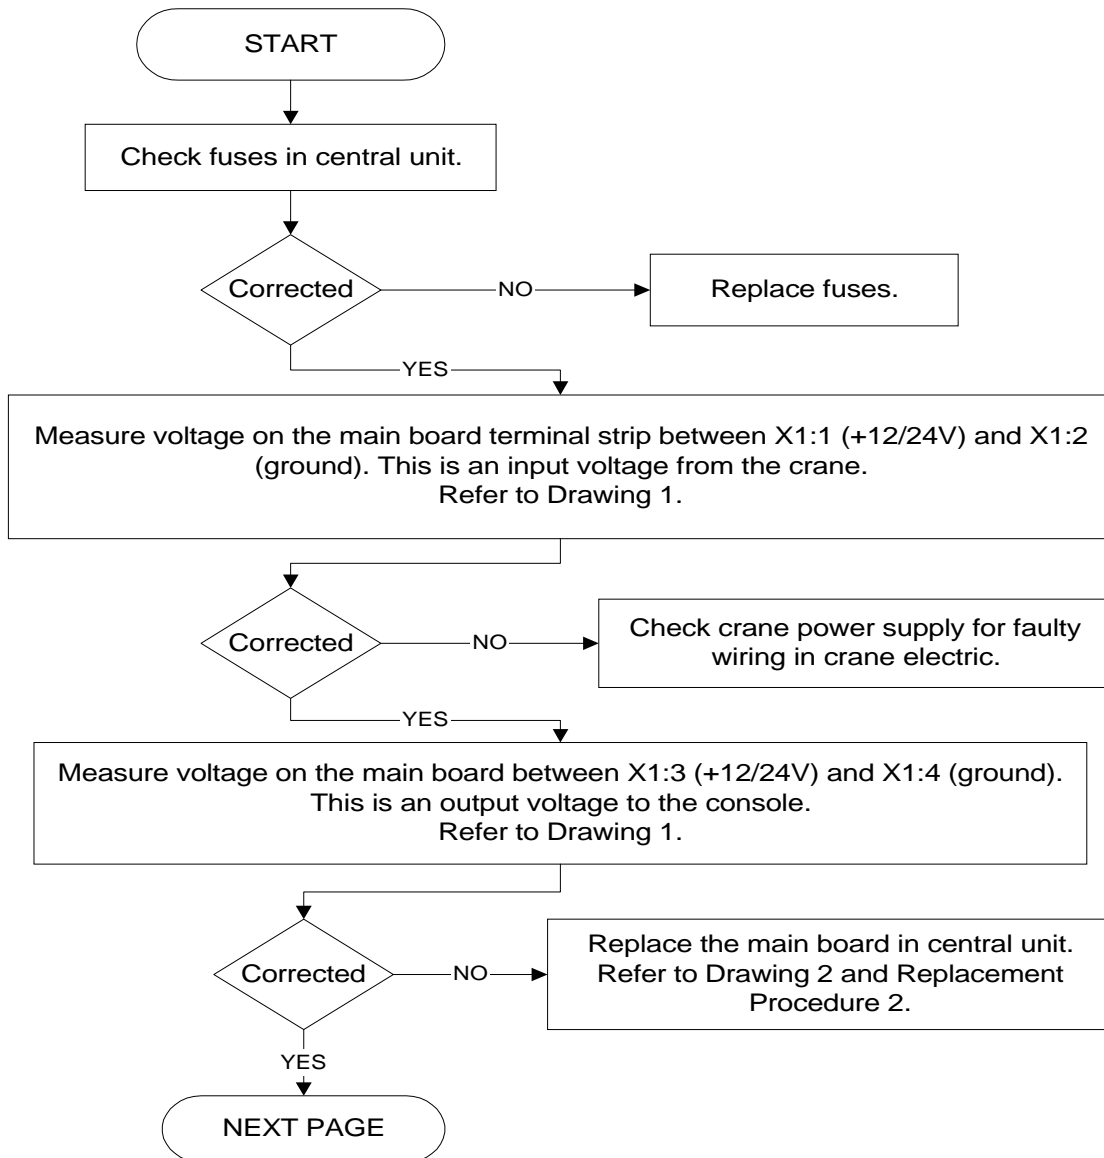 START
Check fuses in central unit.
Corrected
NO
Replace fuses.
YES
Measure voltage on the main board terminal strip between X1:1 (+12/24V) and X1:2
(ground). This is an input voltage from the crane.
Refer to Drawing 1.
Corrected
NO
Check crane power supply for faulty
wiring in crane electric.
YES
Measure voltage on the main board between X1:3 (+12/24V) and X1:4 (ground).
This is an output voltage to the console.
Refer to Drawing 1.
Corrected
NO
Replace the main board in central unit.
Refer to Drawing 2 and Replacement
Procedure 2.
YES
NEXT PAGE